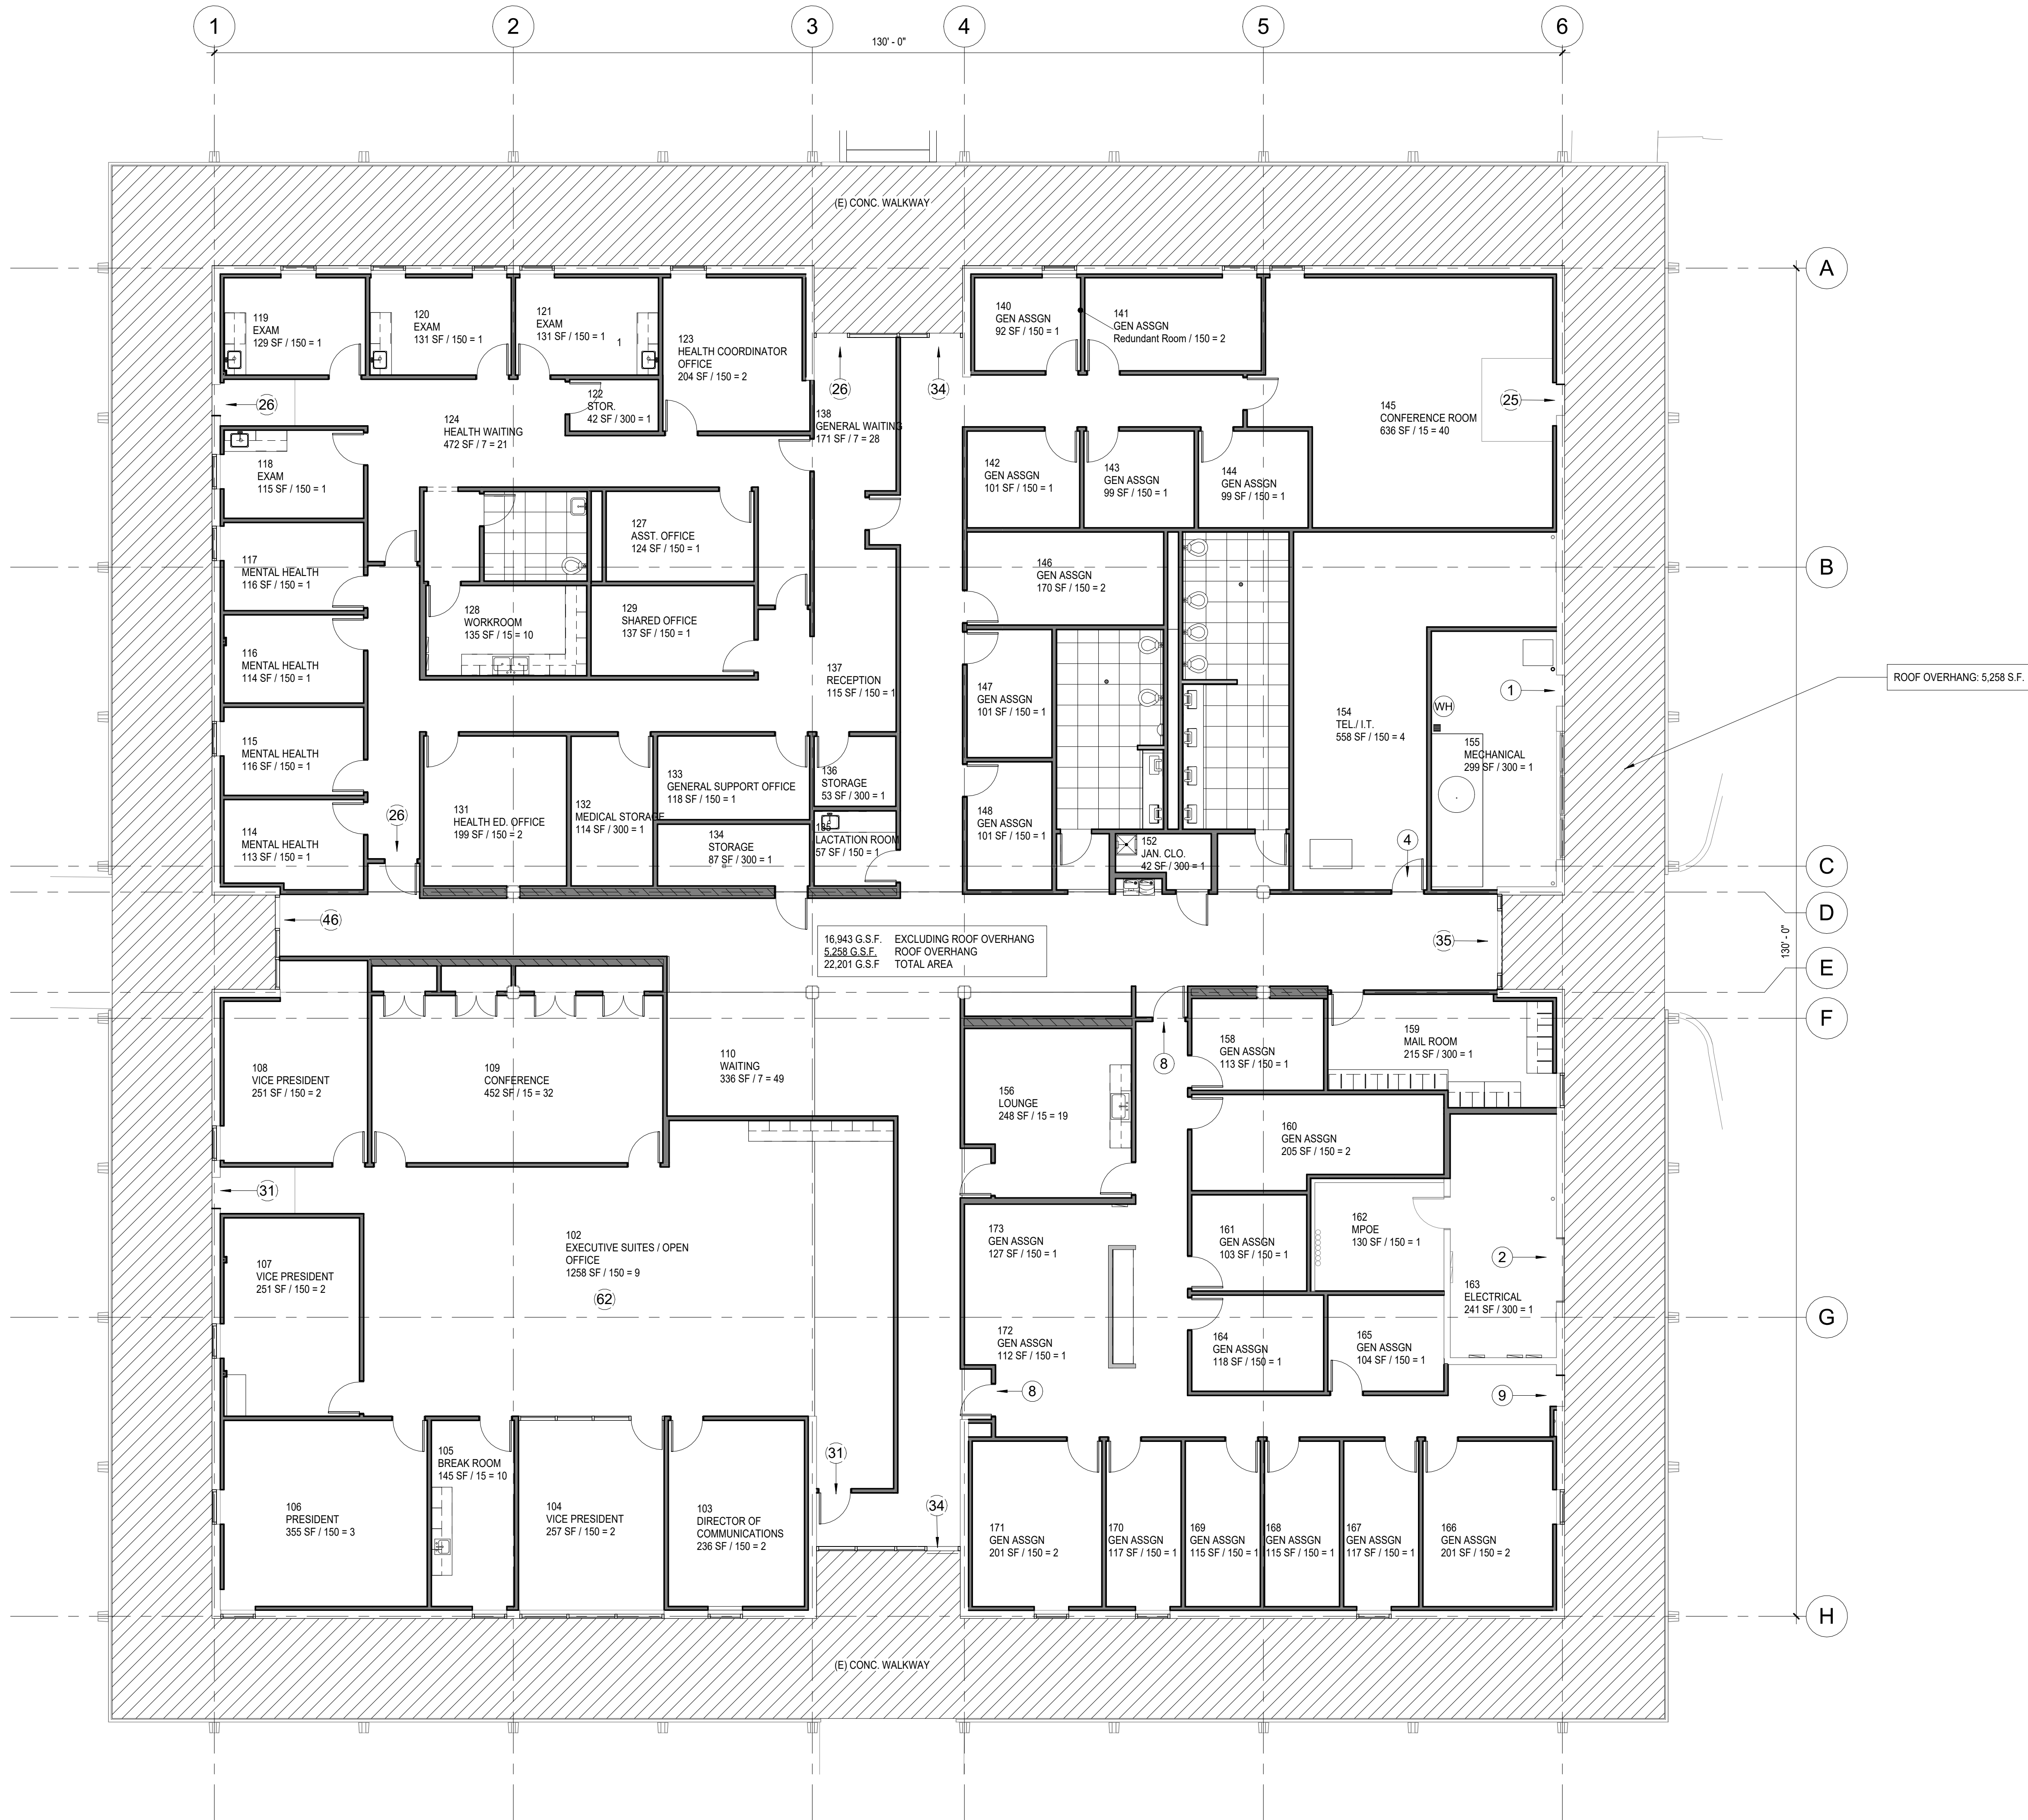 1
2
3
4
5
6
130' - 0"
(E) CONC. WALKWAY
A
B
C
D
E
F
G
H
130' - 0"
ROOF OVERHANG: 5,258 S.F.
119
EXAM
129 SF / 150 = 1
120
EXAM
131 SF / 150 = 1
121
EXAM
131 SF / 150 = 1
1
122
STOR.
42 SF / 300 = 1
123
HEALTH COORDINATOR
OFFICE
204 SF / 150 = 2
26
34
138
GENERAL WAITING
171 SF / 7 = 28
140
GEN ASSGN
92 SF / 150 = 1
141
GEN ASSGN
Redundant Room / 150 = 2
145
CONFERENCE ROOM
636 SF / 15 = 40
25
26
124
HEALTH WAITING
472 SF / 7 = 21
118
EXAM
115 SF / 150 = 1
142
GEN ASSGN
101 SF / 150 = 1
143
GEN ASSGN
99 SF / 150 = 1
144
GEN ASSGN
99 SF / 150 = 1
117
MENTAL HEALTH
116 SF / 150 = 1
127
ASST. OFFICE
124 SF / 150 = 1
146
GEN ASSGN
170 SF / 150 = 2
128
WORKROOM
135 SF / 15 = 10
129
SHARED OFFICE
137 SF / 150 = 1
116
MENTAL HEALTH
114 SF / 150 = 1
137
RECEPTION
115 SF / 150 = 1
147
GEN ASSGN
101 SF / 150 = 1
1
WH
154
TEL./ I.T.
558 SF / 150 = 4
155
MECHANICAL
299 SF / 300 = 1
115
MENTAL HEALTH
116 SF / 150 = 1
131
HEALTH ED. OFFICE
199 SF / 150 = 2
132
MEDICAL STORAGE
114 SF / 300 = 1
133
GENERAL SUPPORT OFFICE
118 SF / 150 = 1
136
STORAGE
53 SF / 300 = 1
148
GEN ASSGN
101 SF / 150 = 1
26
114
MENTAL HEALTH
113 SF / 150 = 1
134
STORAGE
87 SF / 300 = 1
135
LACTATION ROOM
57 SF / 150 = 1
152
JAN. CLO.
42 SF / 300 = 1
4
46
35
16,943 G.S.F. EXCLUDING ROOF OVERHANG
5,258 G.S.F. ROOF OVERHANG
22,201 G.S.F TOTAL AREA
108
VICE PRESIDENT
251 SF / 150 = 2
109
CONFERENCE
452 SF / 15 = 32
110
WAITING
336 SF / 7 = 49
156
LOUNGE
248 SF / 15 = 19
8
158
GEN ASSGN
113 SF / 150 = 1
159
MAIL ROOM
215 SF / 300 = 1
160
GEN ASSGN
205 SF / 150 = 2
31
102
EXECUTIVE SUITES / OPEN
OFFICE
1258 SF / 150 = 9
62
107
VICE PRESIDENT
251 SF / 150 = 2
173
GEN ASSGN
127 SF / 150 = 1
161
GEN ASSGN
103 SF / 150 = 1
162
MPOE
130 SF / 150 = 1
2
163
ELECTRICAL
241 SF / 300 = 1
172
GEN ASSGN
112 SF / 150 = 1
164
GEN ASSGN
118 SF / 150 = 1
165
GEN ASSGN
104 SF / 150 = 1
8
9
105
BREAK ROOM
145 SF / 15 = 10
31
34
106
PRESIDENT
355 SF / 150 = 3
104
VICE PRESIDENT
257 SF / 150 = 2
103
DIRECTOR OF
COMMUNICATIONS
236 SF / 150 = 2
171
GEN ASSGN
201 SF / 150 = 2
170
GEN ASSGN
117 SF / 150 = 1
169
GEN ASSGN
115 SF / 150 = 1
168
GEN ASSGN
115 SF / 150 = 1
167
GEN ASSGN
117 SF / 150 = 1
166
GEN ASSGN
201 SF / 150 = 2
(E) CONC. WALKWAY